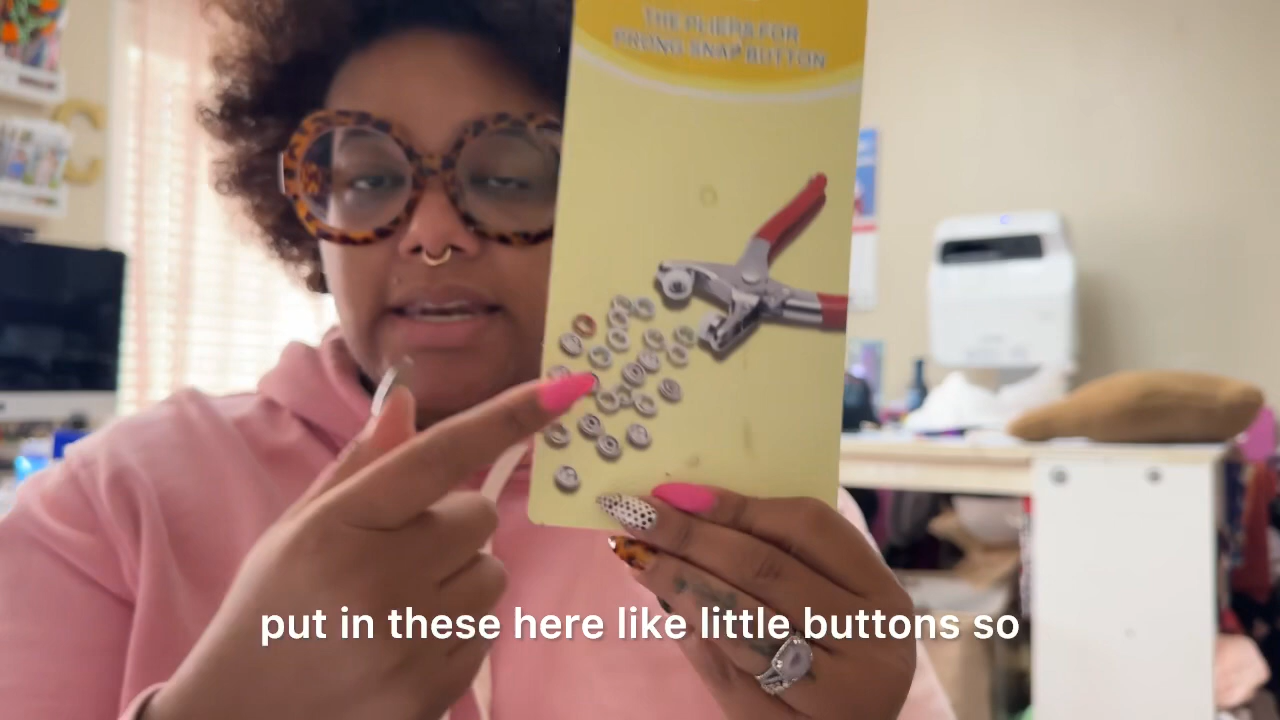 THE PLIERS FOR
PRONG SNAP BUTTON
put in these here like little buttons so